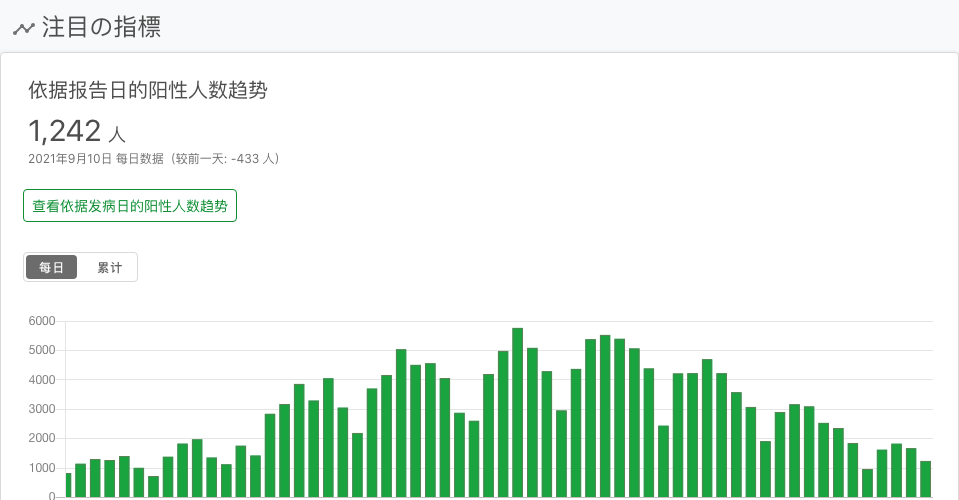 注目の指標
依据报告日的阳性人数趋势
1,242 人
2021年9月10日 每日数据（较前一天: -433 人）
查看依据发病日的阳性人数趋势
每日 累计
6000
5000
4000
3000
2000
1000
0